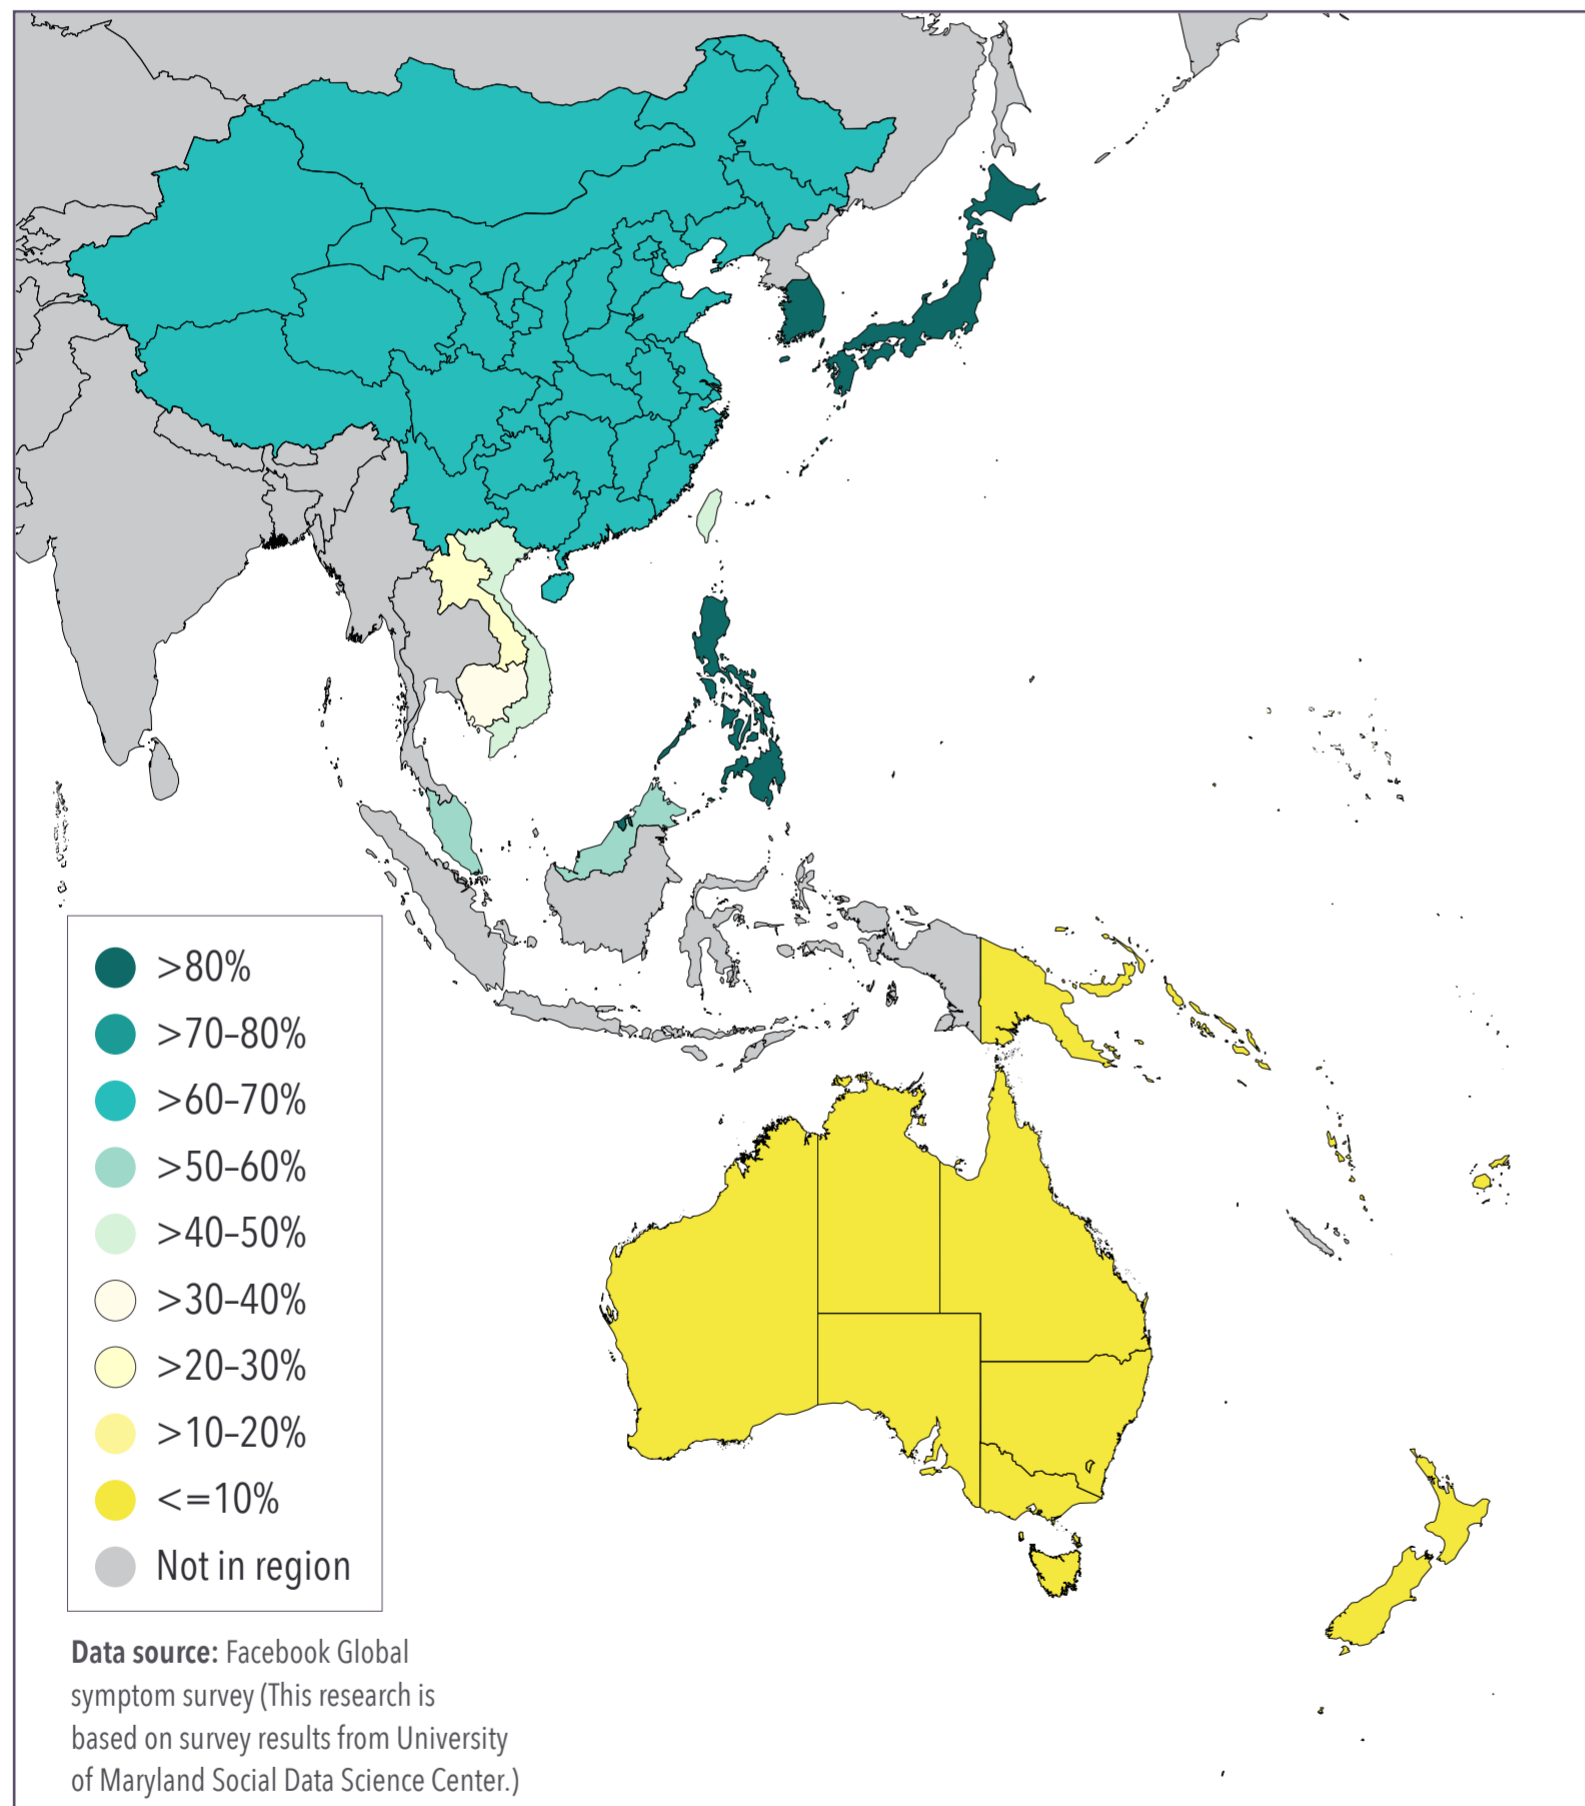 >80%
>70–80%
>60–70%
>50–60%
>40–50%
>30–40%
>20–30%
>10–20%
<=10%
Not in region
Data source: Facebook Global
symptom survey (This research is
based on survey results from University
of Maryland Social Data Science Center.)